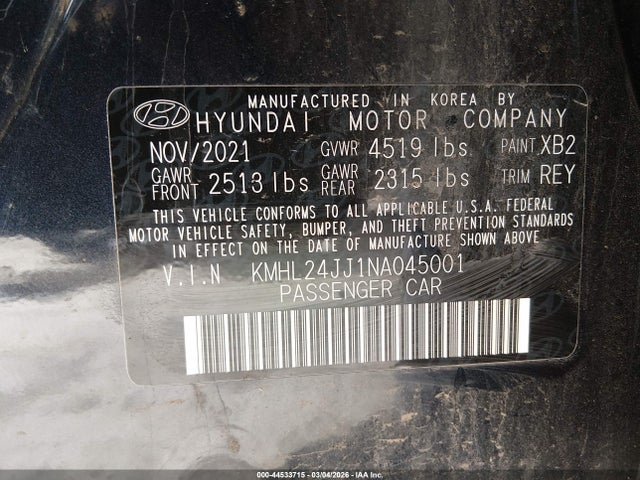 MANUFACTURED IN KOREA BY
HYUNDAI MOTOR COMPANY
NOV/2021 GVWR 4519 lbs PAINT XB2
GAWR FRONT 2513 lbs GAWR REAR 2315 lbs TRIM REY
THIS VEHICLE CONFORMS TO ALL APPLICABLE U.S.A. FEDERAL
MOTOR VEHICLE SAFETY, BUMPER, AND THEFT PREVENTION STANDARDS
IN EFFECT ON THE DATE OF MANUFACTURE SHOWN ABOVE.
V.I.N KMHL24JJ1NA045001
PASSENGER CAR
000-44533715 - 03/04/2026 - IAA Inc.